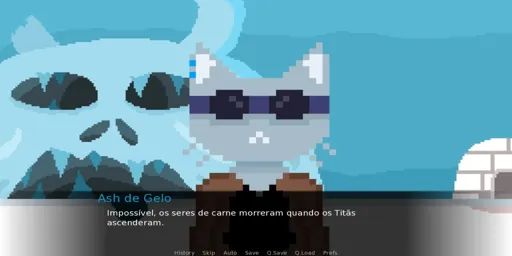 Ash de Gelo
Impossível, os seres de carne morreram quando os Titãs
ascenderam.
History Skip Auto Save Q.Save Q.Load Prefs